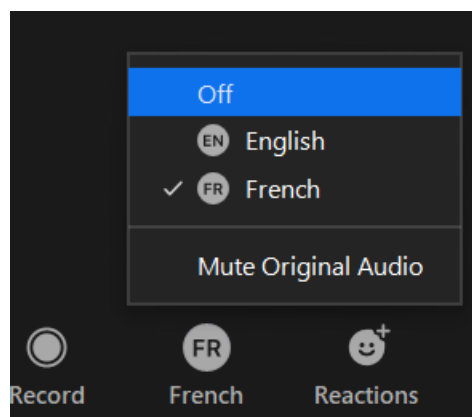 Off
EN English
FR French
Mute Original Audio
FR
Record French Reactions